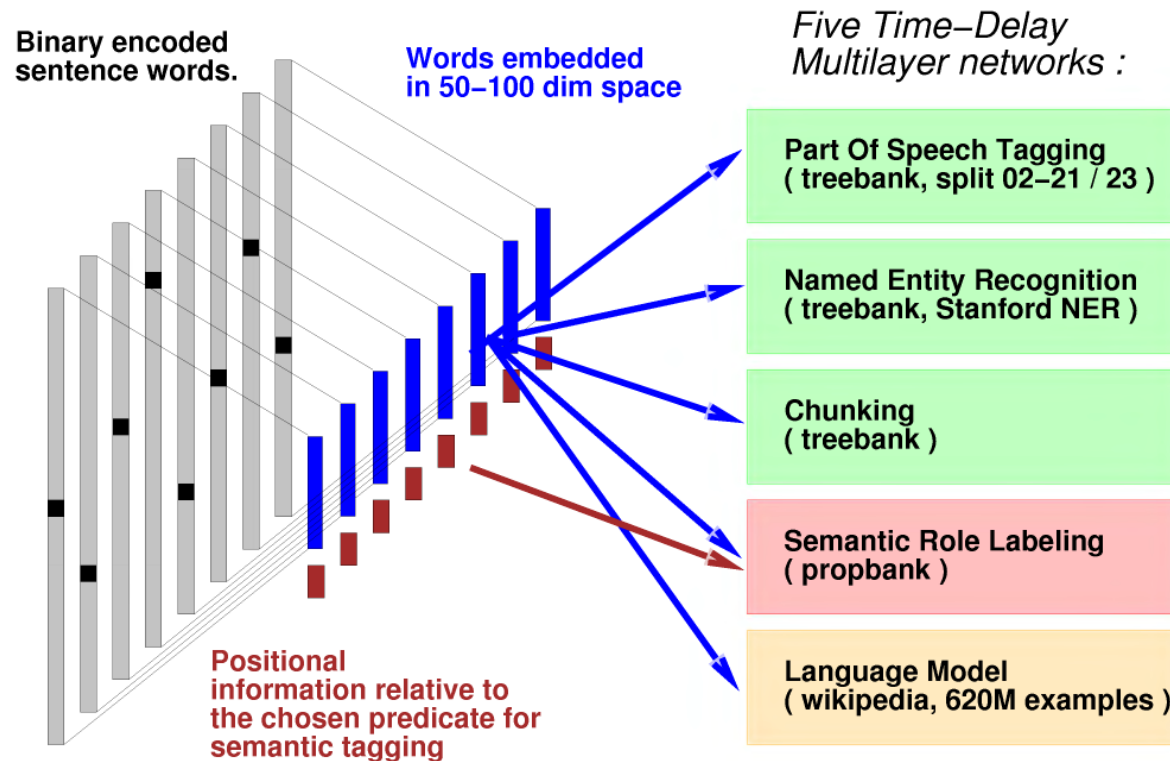 Binary encoded
sentence words.
Words embedded
in 50−100 dim space
Five Time−Delay
Multilayer networks :
Part Of Speech Tagging
( treebank, split 02−21 / 23 )
Named Entity Recognition
( treebank, Stanford NER )
Chunking
( treebank )
Semantic Role Labeling
( propbank )
Language Model
( wikipedia, 620M examples )
Positional
information relative to
the chosen predicate for
semantic tagging